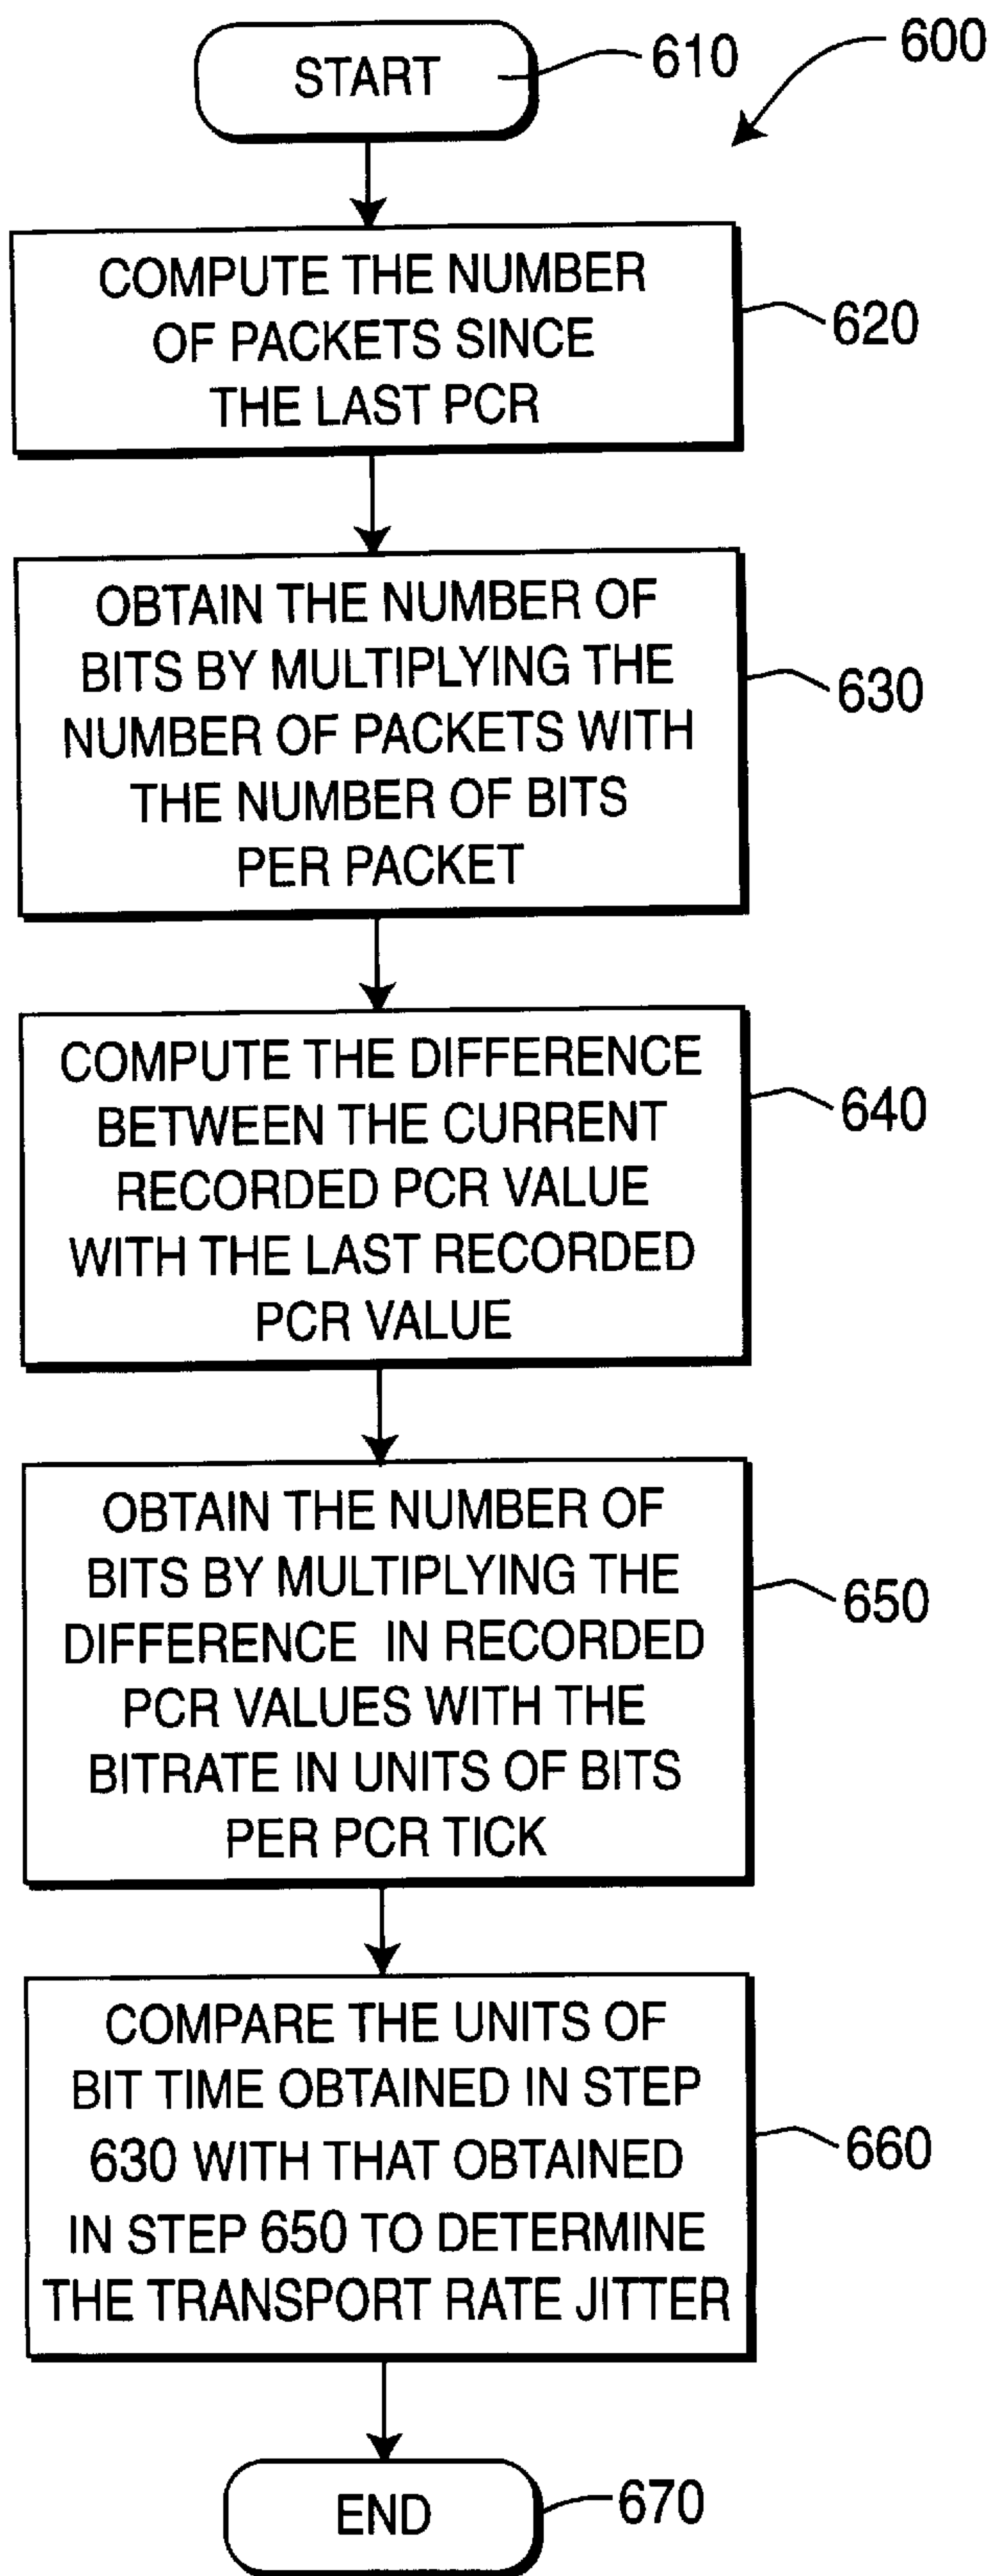 START
610
600
COMPUTE THE NUMBER
OF PACKETS SINCE
THE LAST PCR
620
OBTAIN THE NUMBER OF
BITS BY MULTIPLYING THE
NUMBER OF PACKETS WITH
THE NUMBER OF BITS
PER PACKET
630
COMPUTE THE DIFFERENCE
BETWEEN THE CURRENT
RECORDED PCR VALUE
WITH THE LAST RECORDED
PCR VALUE
640
OBTAIN THE NUMBER OF
BITS BY MULTIPLYING THE
DIFFERENCE IN RECORDED
PCR VALUES WITH THE
BITRATE IN UNITS OF BITS
PER PCR TICK
650
COMPARE THE UNITS OF
BIT TIME OBTAINED IN STEP
630 WITH THAT OBTAINED
IN STEP 650 TO DETERMINE
THE TRANSPORT RATE JITTER
660
END
670